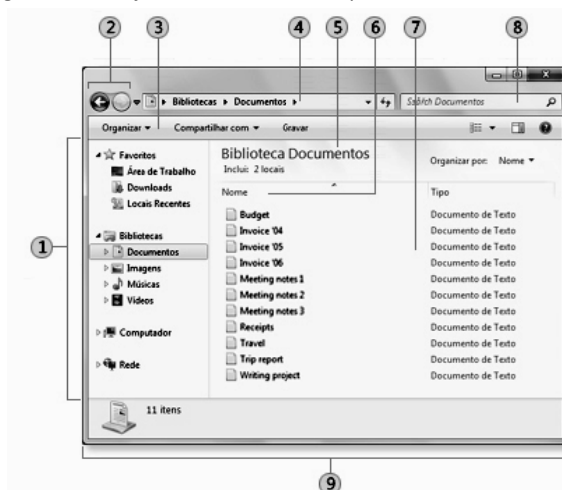 2 3 4 5 6 7 8
Bibliotecas Documentos
Organizar Compartilhar com Gravar
1
Favoritos
Área de Trabalho
Downloads
Locais Recentes
Bibliotecas
Documentos
Imagens
Músicas
Vídeos
Computador
Rede
Biblioteca Documentos
Inclui: 2 locais
Organizar por: Nome
Nome Tipo
Budget Documento de Texto
Invoice '04 Documento de Texto
Invoice '05 Documento de Texto
Invoice '06 Documento de Texto
Meeting notes 1 Documento de Texto
Meeting notes 2 Documento de Texto
Meeting notes 3 Documento de Texto
Receipts Documento de Texto
Travel Documento de Texto
Trip report Documento de Texto
Writing project Documento de Texto
11 itens
9